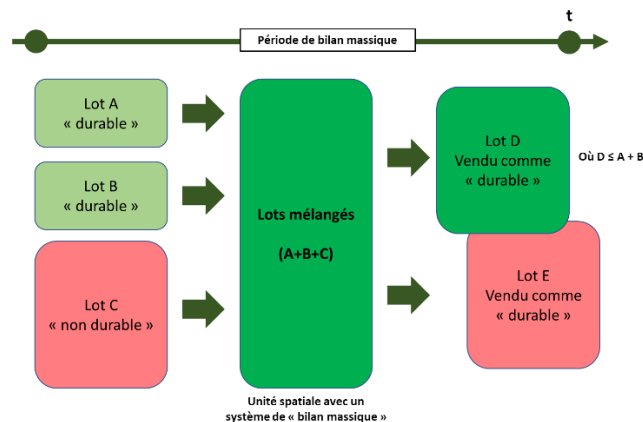 t
Période de bilan massique
Lot A
« durable »
Lot B
« durable »
Lot C
« non durable »
Lots mélangés
(A+B+C)
Unité spatiale avec un
système de « bilan massique »
Lot D
Vendu comme
« durable »
Où D ≤ A + B
Lot E
Vendu comme
« durable »